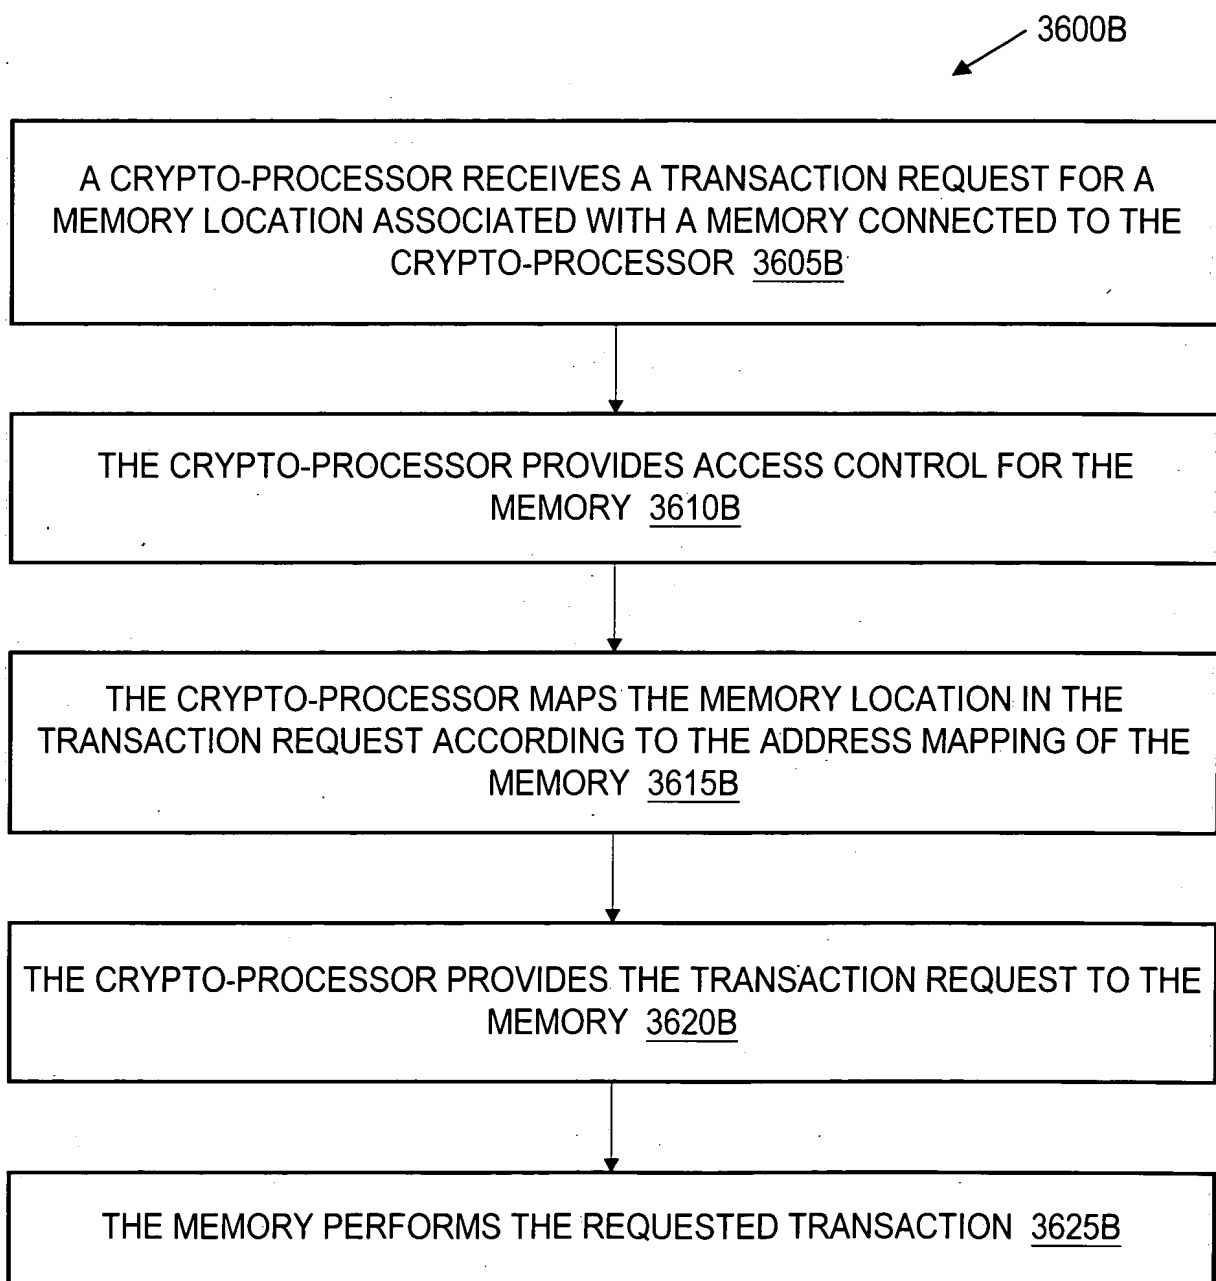 3600B
A CRYPTO-PROCESSOR RECEIVES A TRANSACTION REQUEST FOR A
MEMORY LOCATION ASSOCIATED WITH A MEMORY CONNECTED TO THE
CRYPTO-PROCESSOR 3605B
THE CRYPTO-PROCESSOR PROVIDES ACCESS CONTROL FOR THE
MEMORY 3610B
THE CRYPTO-PROCESSOR MAPS THE MEMORY LOCATION IN THE
TRANSACTION REQUEST ACCORDING TO THE ADDRESS MAPPING OF THE
MEMORY 3615B
THE CRYPTO-PROCESSOR PROVIDES THE TRANSACTION REQUEST TO THE
MEMORY 3620B
THE MEMORY PERFORMS THE REQUESTED TRANSACTION 3625B